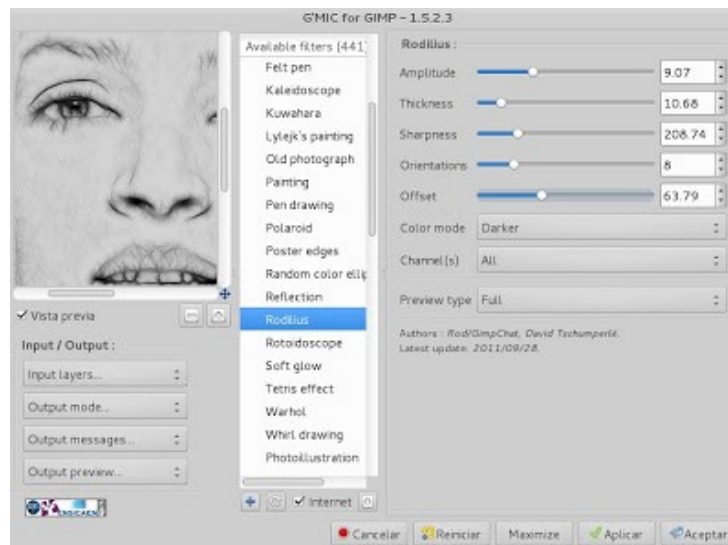 G'MIC for GIMP - 1.5.2.3
Vista previa
Input / Output :
Input layers...
Output mode...
Output messages...
Output preview...
Available filters (441)
Felt pen
Kaleidoscope
Kuwahara
Lylejk's painting
Old photograph
Painting
Pen drawing
Polaroid
Poster edges
Random color ellip
Reflection
Rodilius
Rotoidoscope
Soft glow
Tetris effect
Warhol
Whirl drawing
Photoillustration
Internet
Rodilius :
Amplitude 9.07
Thickness 10.68
Sharpness 208.74
Orientations 8
Offset 63.79
Color mode Darker
Channel(s) All
Preview type Full
Authors : Rod/GimpChat, David Tschumperlé.
Latest update: 2011/09/28.
Cancelar Reiniciar Maximize Aplicar Aceptar